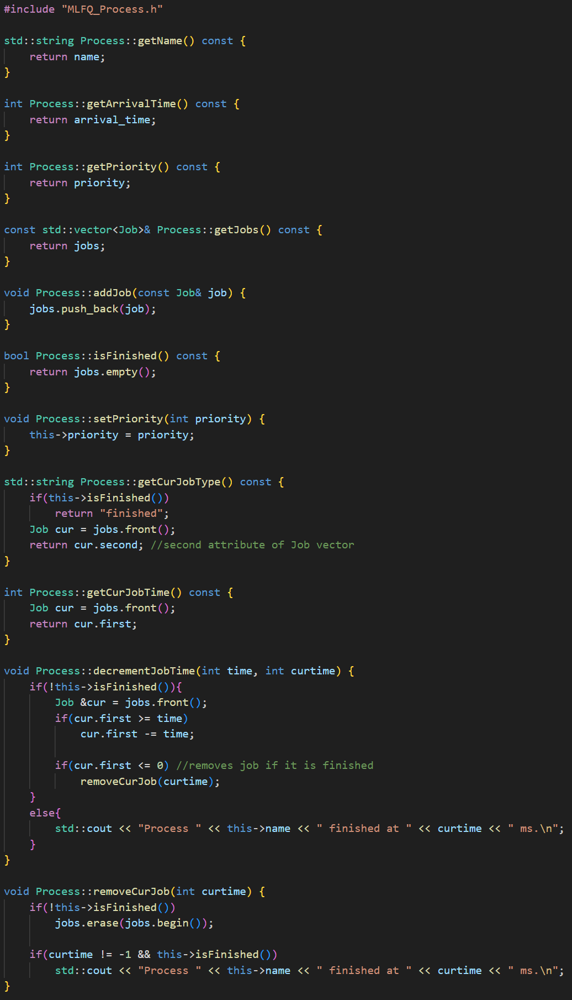 #include "MLFQ_Process.h"

std::string Process::getName() const {
    return name;
}

int Process::getArrivalTime() const {
    return arrival_time;
}

int Process::getPriority() const {
    return priority;
}

const std::vector<Job>& Process::getJobs() const {
    return jobs;
}

void Process::addJob(const Job& job) {
    jobs.push_back(job);
}

bool Process::isFinished() const {
    return jobs.empty();
}

void Process::setPriority(int priority) {
    this->priority = priority;
}

std::string Process::getCurJobType() const {
    if(this->isFinished())
        return "finished";
    Job cur = jobs.front();
    return cur.second; //second attribute of Job vector
}

int Process::getCurJobTime() const {
    Job cur = jobs.front();
    return cur.first;
}

void Process::decrementJobTime(int time, int curtime) {
    if(!this->isFinished()){
        Job &cur = jobs.front();
        if(cur.first >= time)
            cur.first -= time;

        if(cur.first <= 0) //removes job if it is finished
            removeCurJob(curtime);
    }
    else{
        std::cout << "Process " << this->name << " finished at " << curtime << " ms.\n";
    }
}

void Process::removeCurJob(int curtime) {
    if(!this->isFinished())
        jobs.erase(jobs.begin());

    if(curtime != -1 && this->isFinished())
        std::cout << "Process " << this->name << " finished at " << curtime << " ms.\n";
}